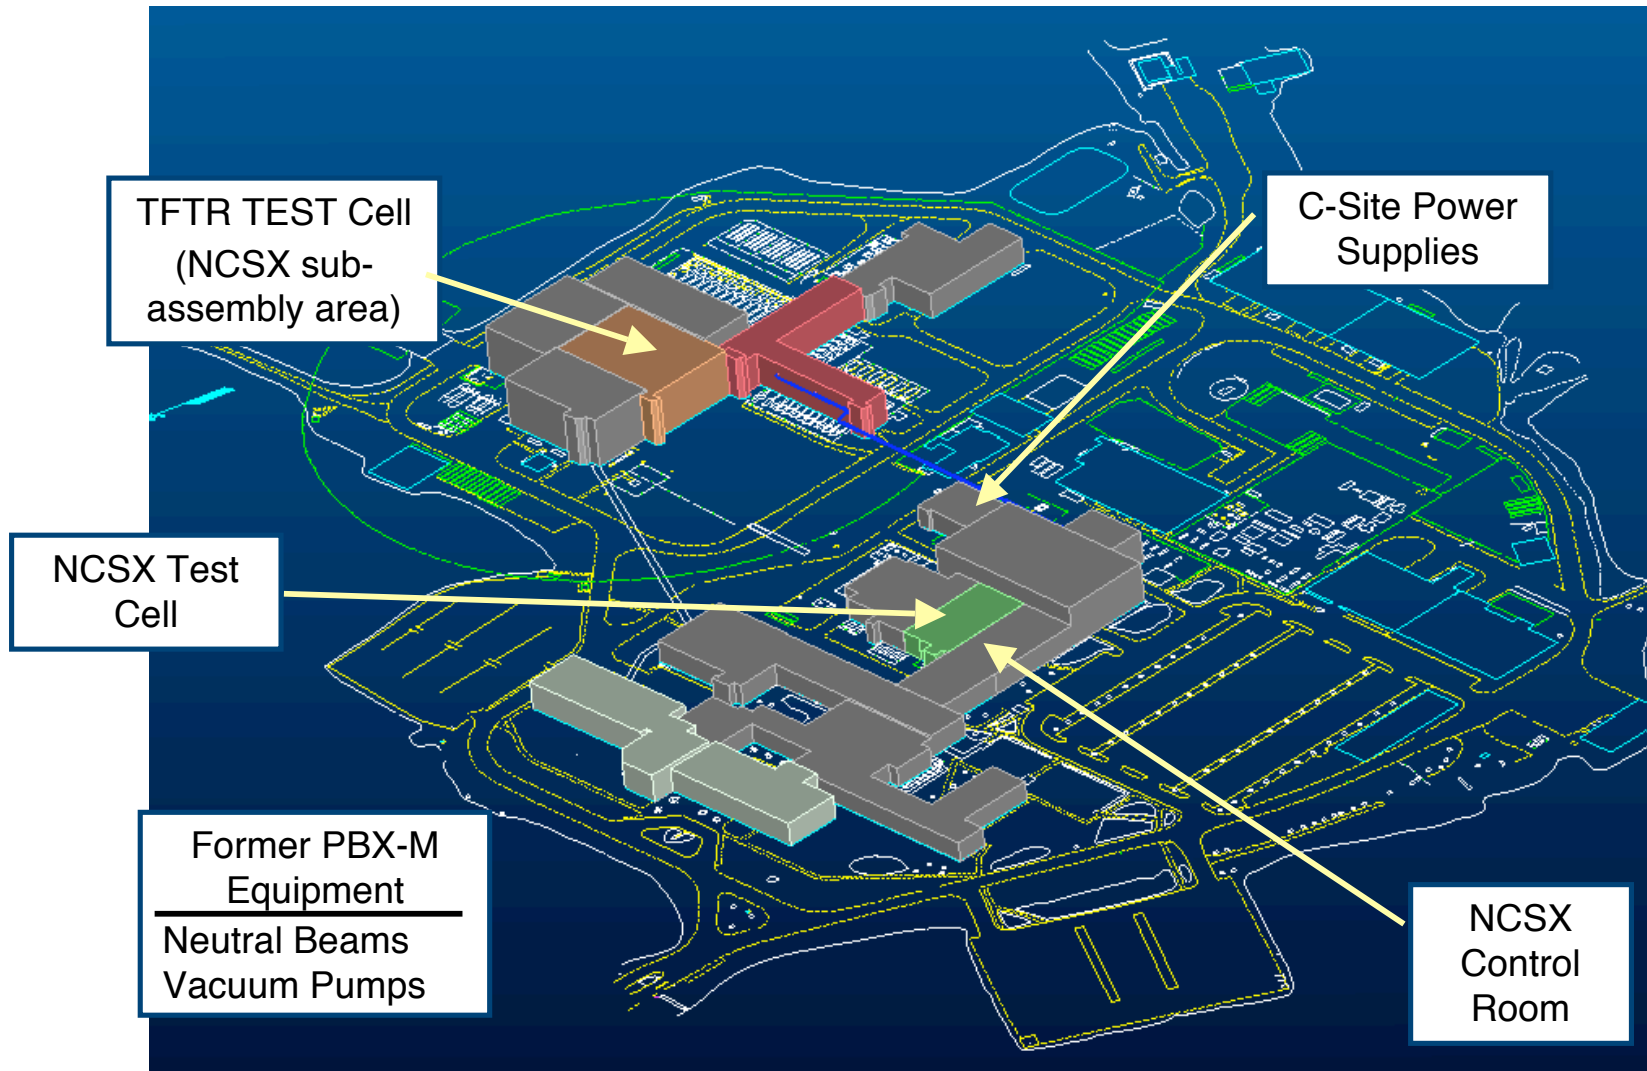 TFTR TEST Cell
(NCSX sub-
assembly area)
C-Site Power
Supplies
NCSX Test
Cell
Former PBX-M
Equipment
Neutral Beams
Vacuum Pumps
NCSX
Control
Room